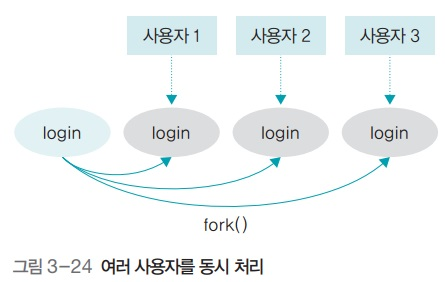 사용자 1 사용자 2 사용자 3
login login login login
fork()
그림 3-24 여러 사용자를 동시 처리